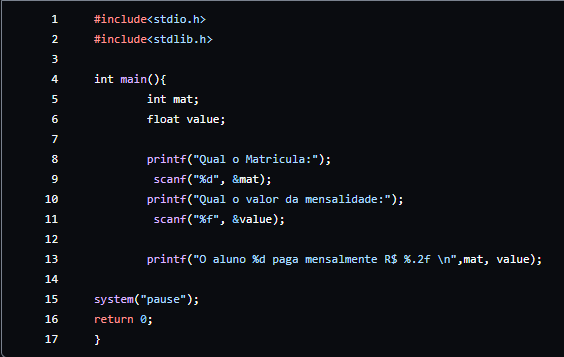 1 #include<stdio.h>
2 #include<stdlib.h>
3
4 int main(){
5 int mat;
6 float value;
7
8 printf("Qual o Matricula:");
9 scanf("%d", &mat);
10 printf("Qual o valor da mensalidade:");
11 scanf("%f", &value);
12
13 printf("O aluno %d paga mensalmente R$ %.2f \n",mat, value);
14
15 system("pause");
16 return 0;
17 }